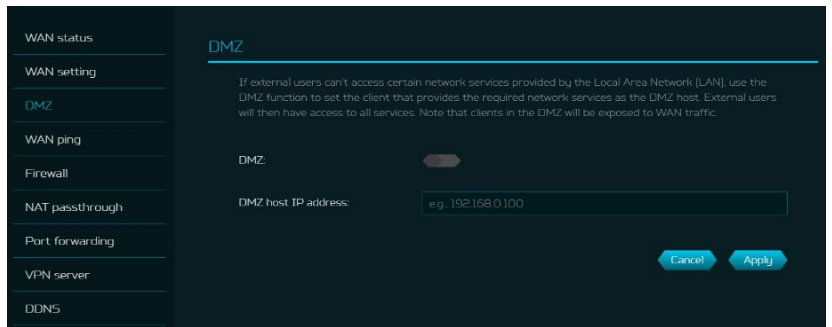 WAN status
WAN setting
DMZ
WAN ping
Firewall
NAT passthrough
Port forwarding
VPN server
DDNS
DMZ
If external users can't access certain network services provided by the Local Area Network (LAN), use the
DMZ function to set the client that provides the required network services as the DMZ host. External users
will then have access to all services. Note that clients in the DMZ will be exposed to WAN traffic.
DMZ:
DMZ host IP address:
e.g., 192.168.0.100
Cancel
Apply